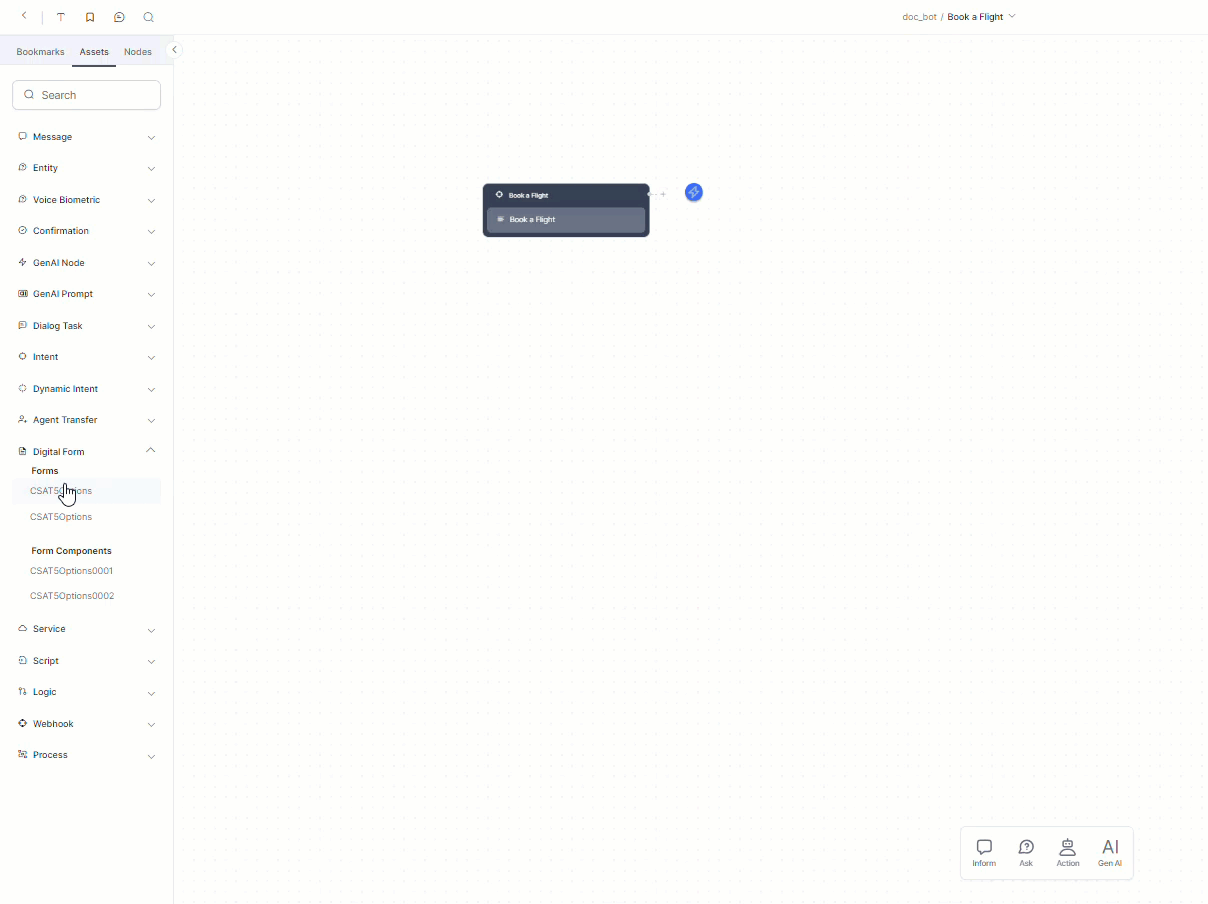 doc_bot / Book a Flight
Bookmarks Assets Nodes
Search
Message
Entity
Voice Biometric
Confirmation
GenAI Node
GenAI Prompt
Dialog Task
Intent
Dynamic Intent
Agent Transfer
Digital Form
Forms
CSAT5Options
CSAT5Options
Form Components
CSAT5Options0001
CSAT5Options0002
Service
Script
Logic
Webhook
Process
Book a Flight
Book a Flight
Inform Ask Action AI Gen AI